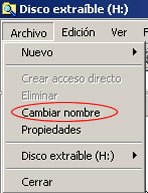 Disco extraíble (H:)
Archivo Edición Ver
Nuevo
Crear acceso directo
Eliminar
Cambiar nombre
Propiedades
Disco extraíble (H:)
Cerrar